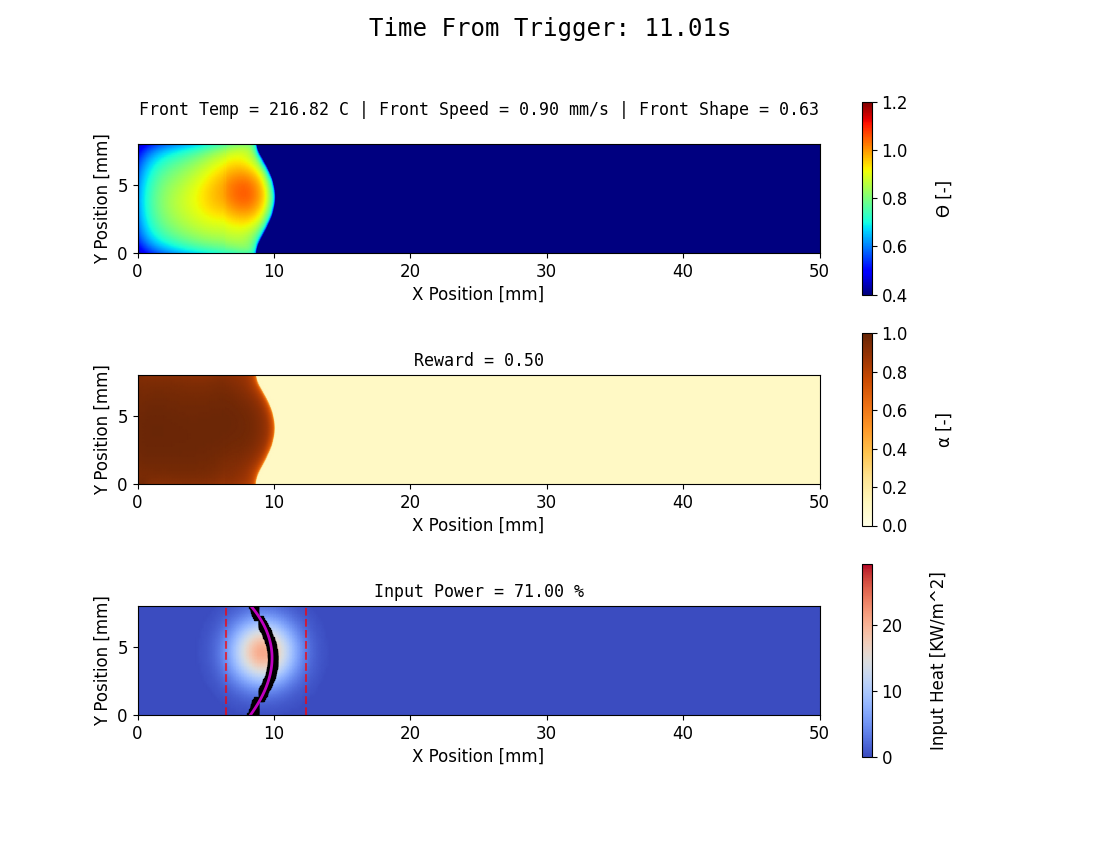 Time From Trigger: 11.01s
Front Temp = 216.82 C | Front Speed = 0.90 mm/s | Front Shape = 0.63
Y Position [mm]
5
0
0 10 20 30 40 50
X Position [mm]
1.2
1.0
0.8
0.6
0.4
Θ [-]
Reward = 0.50
Y Position [mm]
5
0
0 10 20 30 40 50
X Position [mm]
1.0
0.8
0.6
0.4
0.2
0.0
α [-]
Input Power = 71.00 %
Y Position [mm]
5
0
0 10 20 30 40 50
X Position [mm]
20
10
0
Input Heat [KW/m^2]